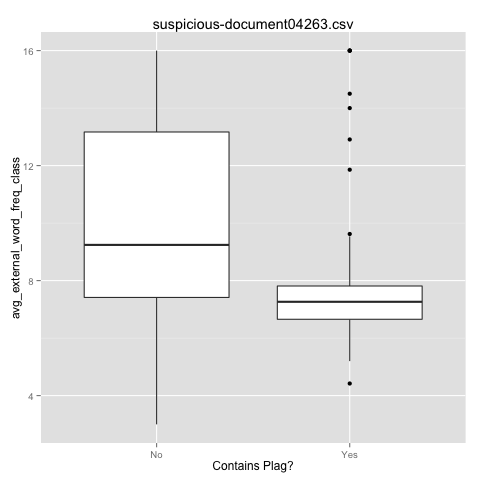 suspicious-document04263.csv
avg_external_word_freq_class
16
12
8
4
No Yes
Contains Plag?